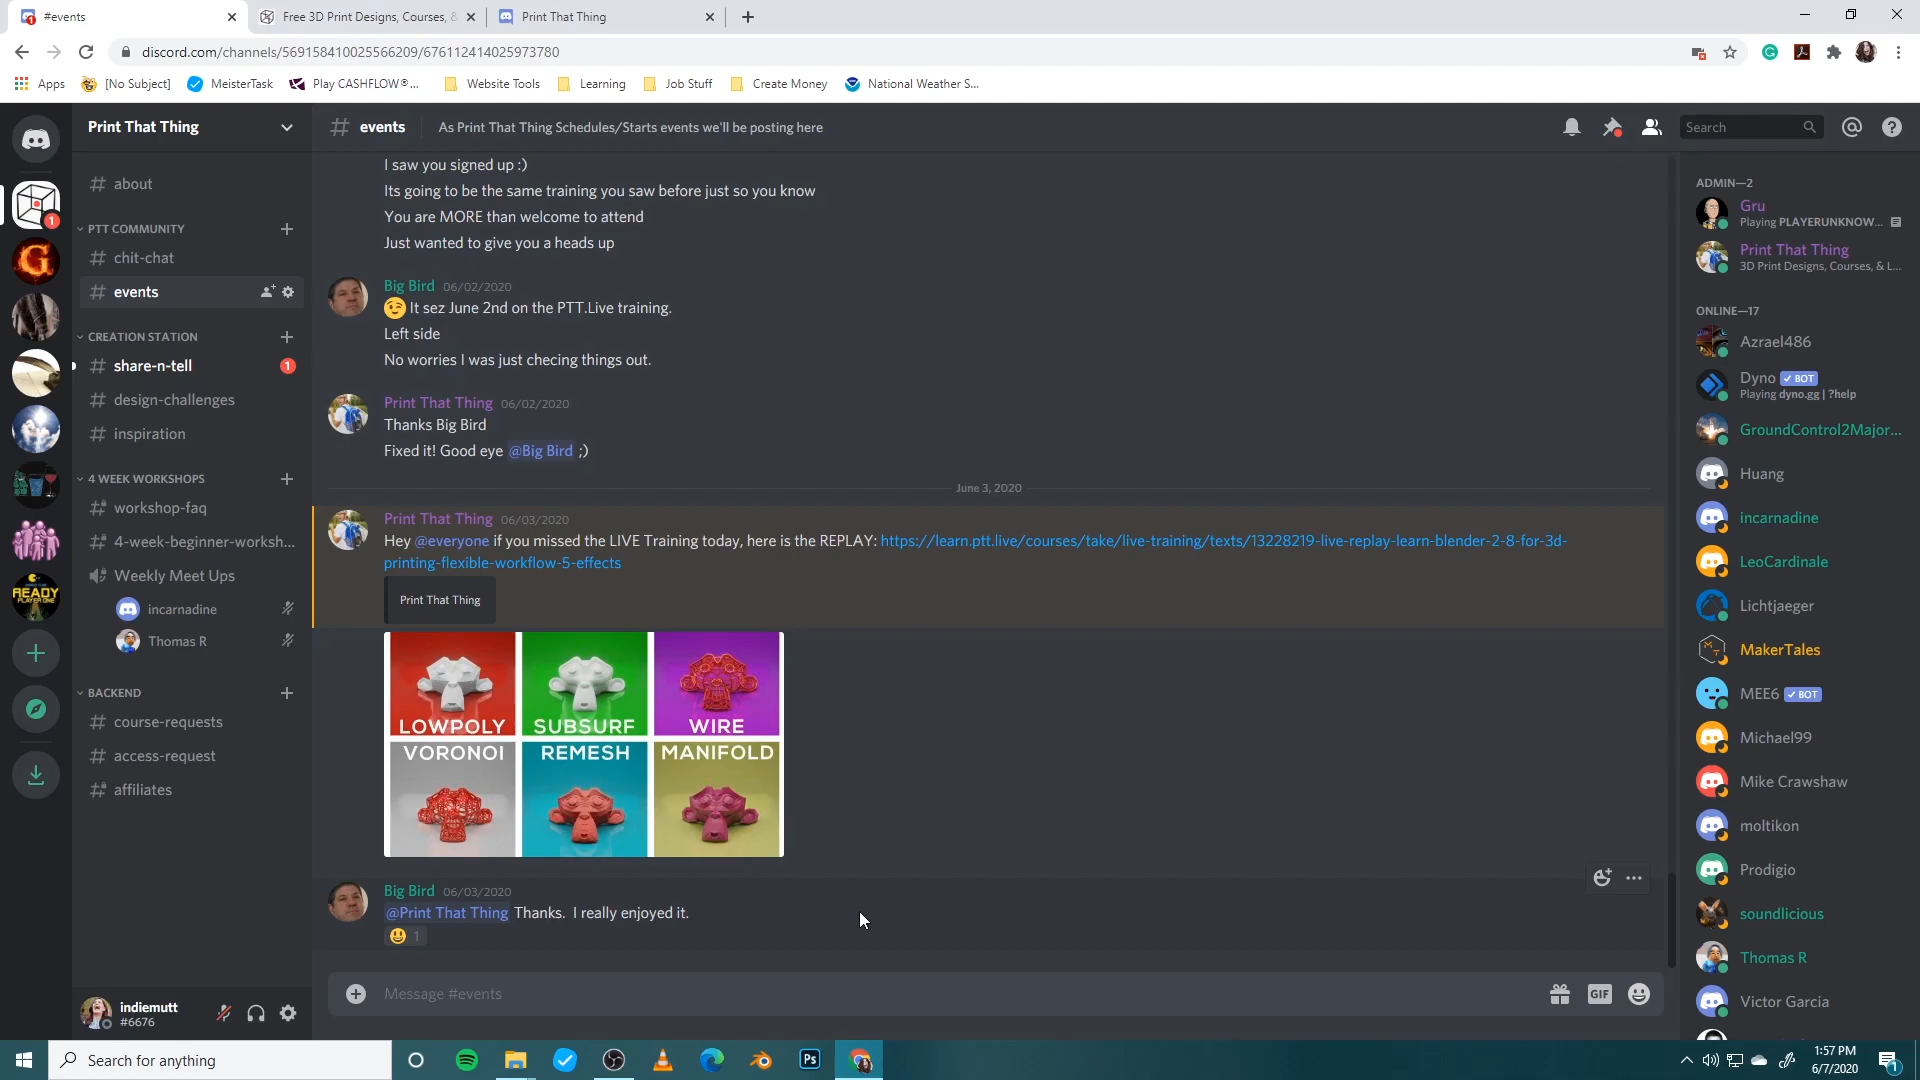 #events
Free 3D Print Designs, Courses, &
Print That Thing
discord.com/channels/569158410025566209/676112414025973780
Apps
[No Subject]
MeisterTask
Play CASHFLOW®...
Website Tools
Learning
Job Stuff
Create Money
National Weather S...
Print That Thing
events
As Print That Thing Schedules/Starts events we'll be posting here
Search
about
PTT COMMUNITY
chit-chat
events
CREATION STATION
share-n-tell
1
design-challenges
inspiration
4 WEEK WORKSHOPS
workshop-faq
4-week-beginner-worksh...
Weekly Meet Ups
incarnadine
Thomas R
BACKEND
course-requests
access-request
affiliates
1
G
READY
PLAYER ONE
indiemutt
#6676
I saw you signed up :)
Its going to be the same training you saw before just so you know
You are MORE than welcome to attend
Just wanted to give you a heads up
Big Bird 06/02/2020
It sez June 2nd on the PTT.Live training.
Left side
No worries I was just checing things out.
Print That Thing 06/02/2020
Thanks Big Bird
Fixed it! Good eye @Big Bird ;)
June 3, 2020
Print That Thing 06/03/2020
Hey @everyone if you missed the LIVE Training today, here is the REPLAY: https://learn.ptt.live/courses/take/live-training/texts/13228219-live-replay-learn-blender-2-8-for-3d-
printing-flexible-workflow-5-effects
Print That Thing
LOWPOLY SUBSURF WIRE
VORONOI REMESH MANIFOLD
Big Bird 06/03/2020
@Print That Thing Thanks. I really enjoyed it.
1
Message #events
GIF
ADMIN—2
Gru
Playing PLAYERUNKNOW...
Print That Thing
3D Print Designs, Courses, & L...
ONLINE—17
Azrael486
Dyno BOT
Playing dyno.gg | ?help
GroundControl2Major...
Huang
incarnadine
LeoCardinale
Lichtjaeger
MakerTales
MEE6 BOT
Michael99
Mike Crawshaw
moltikon
Prodigio
soundlicious
Thomas R
Victor Garcia
Search for anything
Ps
1:57 PM
6/7/2020
1